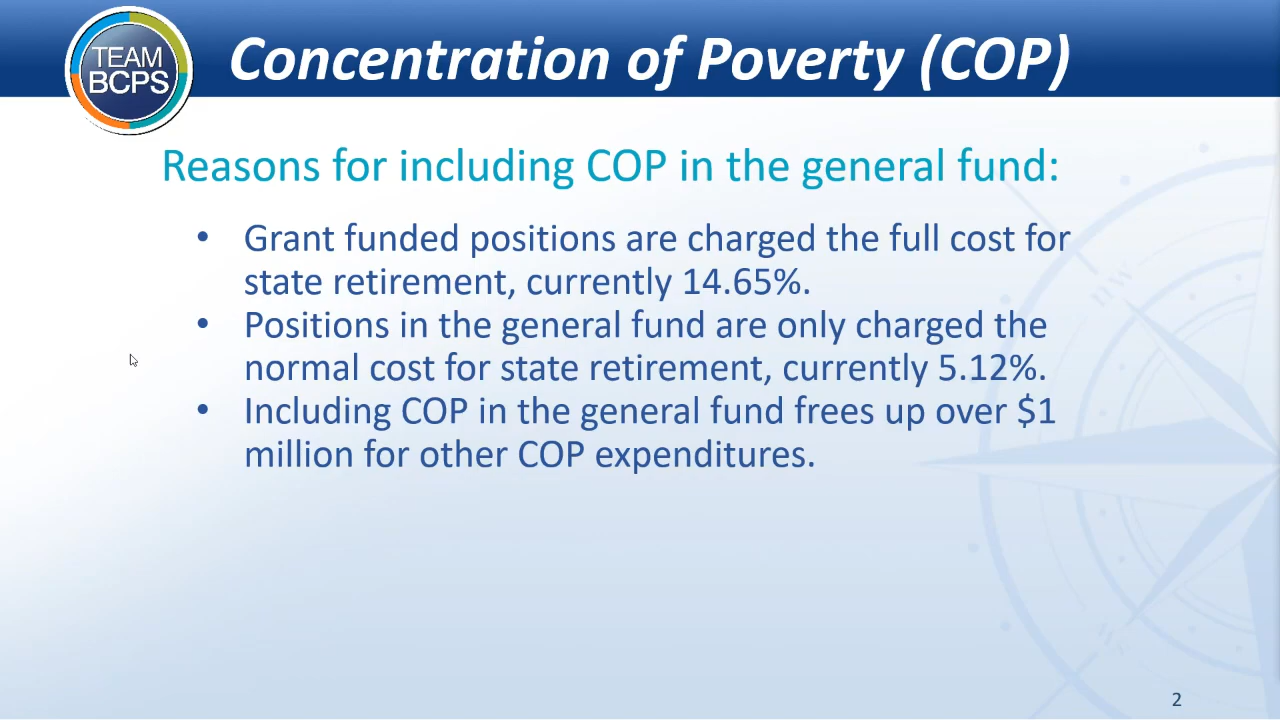 TEAM
BCPS
Concentration of Poverty (COP)
Reasons for including COP in the general fund:
• Grant funded positions are charged the full cost for
state retirement, currently 14.65%.
• Positions in the general fund are only charged the
normal cost for state retirement, currently 5.12%.
• Including COP in the general fund frees up over $1
million for other COP expenditures.
NW
2